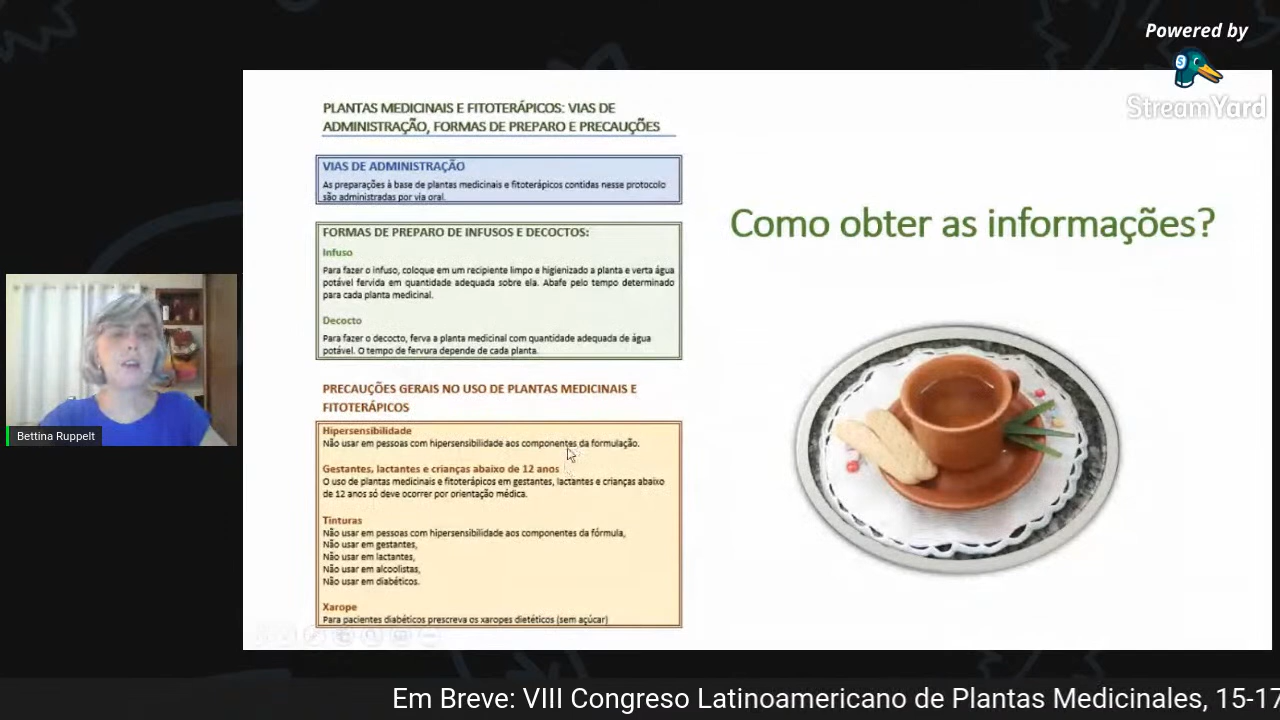 Powered by
StreamYard
PLANTAS MEDICINAIS E FITOTERÁPICOS: VIAS DE
ADMINISTRAÇÃO, FORMAS DE PREPARO E PRECAUÇÕES
VIAS DE ADMINISTRAÇÃO
As preparações à base de plantas medicinais e fitoterápicos contidas nesse protocolo
são administradas por via oral.
FORMAS DE PREPARO DE INFUSOS E DECOCTOS:
Infuso
Para fazer o infuso, coloque em um recipiente limpo e higienizado a planta e verta água
potável fervida em quantidade adequada sobre ela. Abafe pelo tempo determinado
para cada planta medicinal.
Decocto
Para fazer o decocto, ferva a planta medicinal com quantidade adequada de água
potável. O tempo de fervura depende de cada planta.
PRECAUÇÕES GERAIS NO USO DE PLANTAS MEDICINAIS E
FITOTERÁPICOS
Hipersensibilidade
Não usar em pessoas com hipersensibilidade aos componentes da formulação.
Gestantes, lactantes e crianças abaixo de 12 anos
O uso de plantas medicinais e fitoterápicos em gestantes, lactantes e crianças abaixo
de 12 anos só deve ocorrer por orientação médica.
Tinturas
Não usar em pessoas com hipersensibilidade aos componentes da fórmula,
Não usar em gestantes,
Não usar em lactantes,
Não usar em alcoolistas,
Não usar em diabéticos.
Xarope
Para pacientes diabéticos prescreva os xaropes dietéticos (sem açúcar)
Como obter as informações?
Bettina Ruppelt
Em Breve: VIII Congreso Latinoamericano de Plantas Medicinales, 15-17